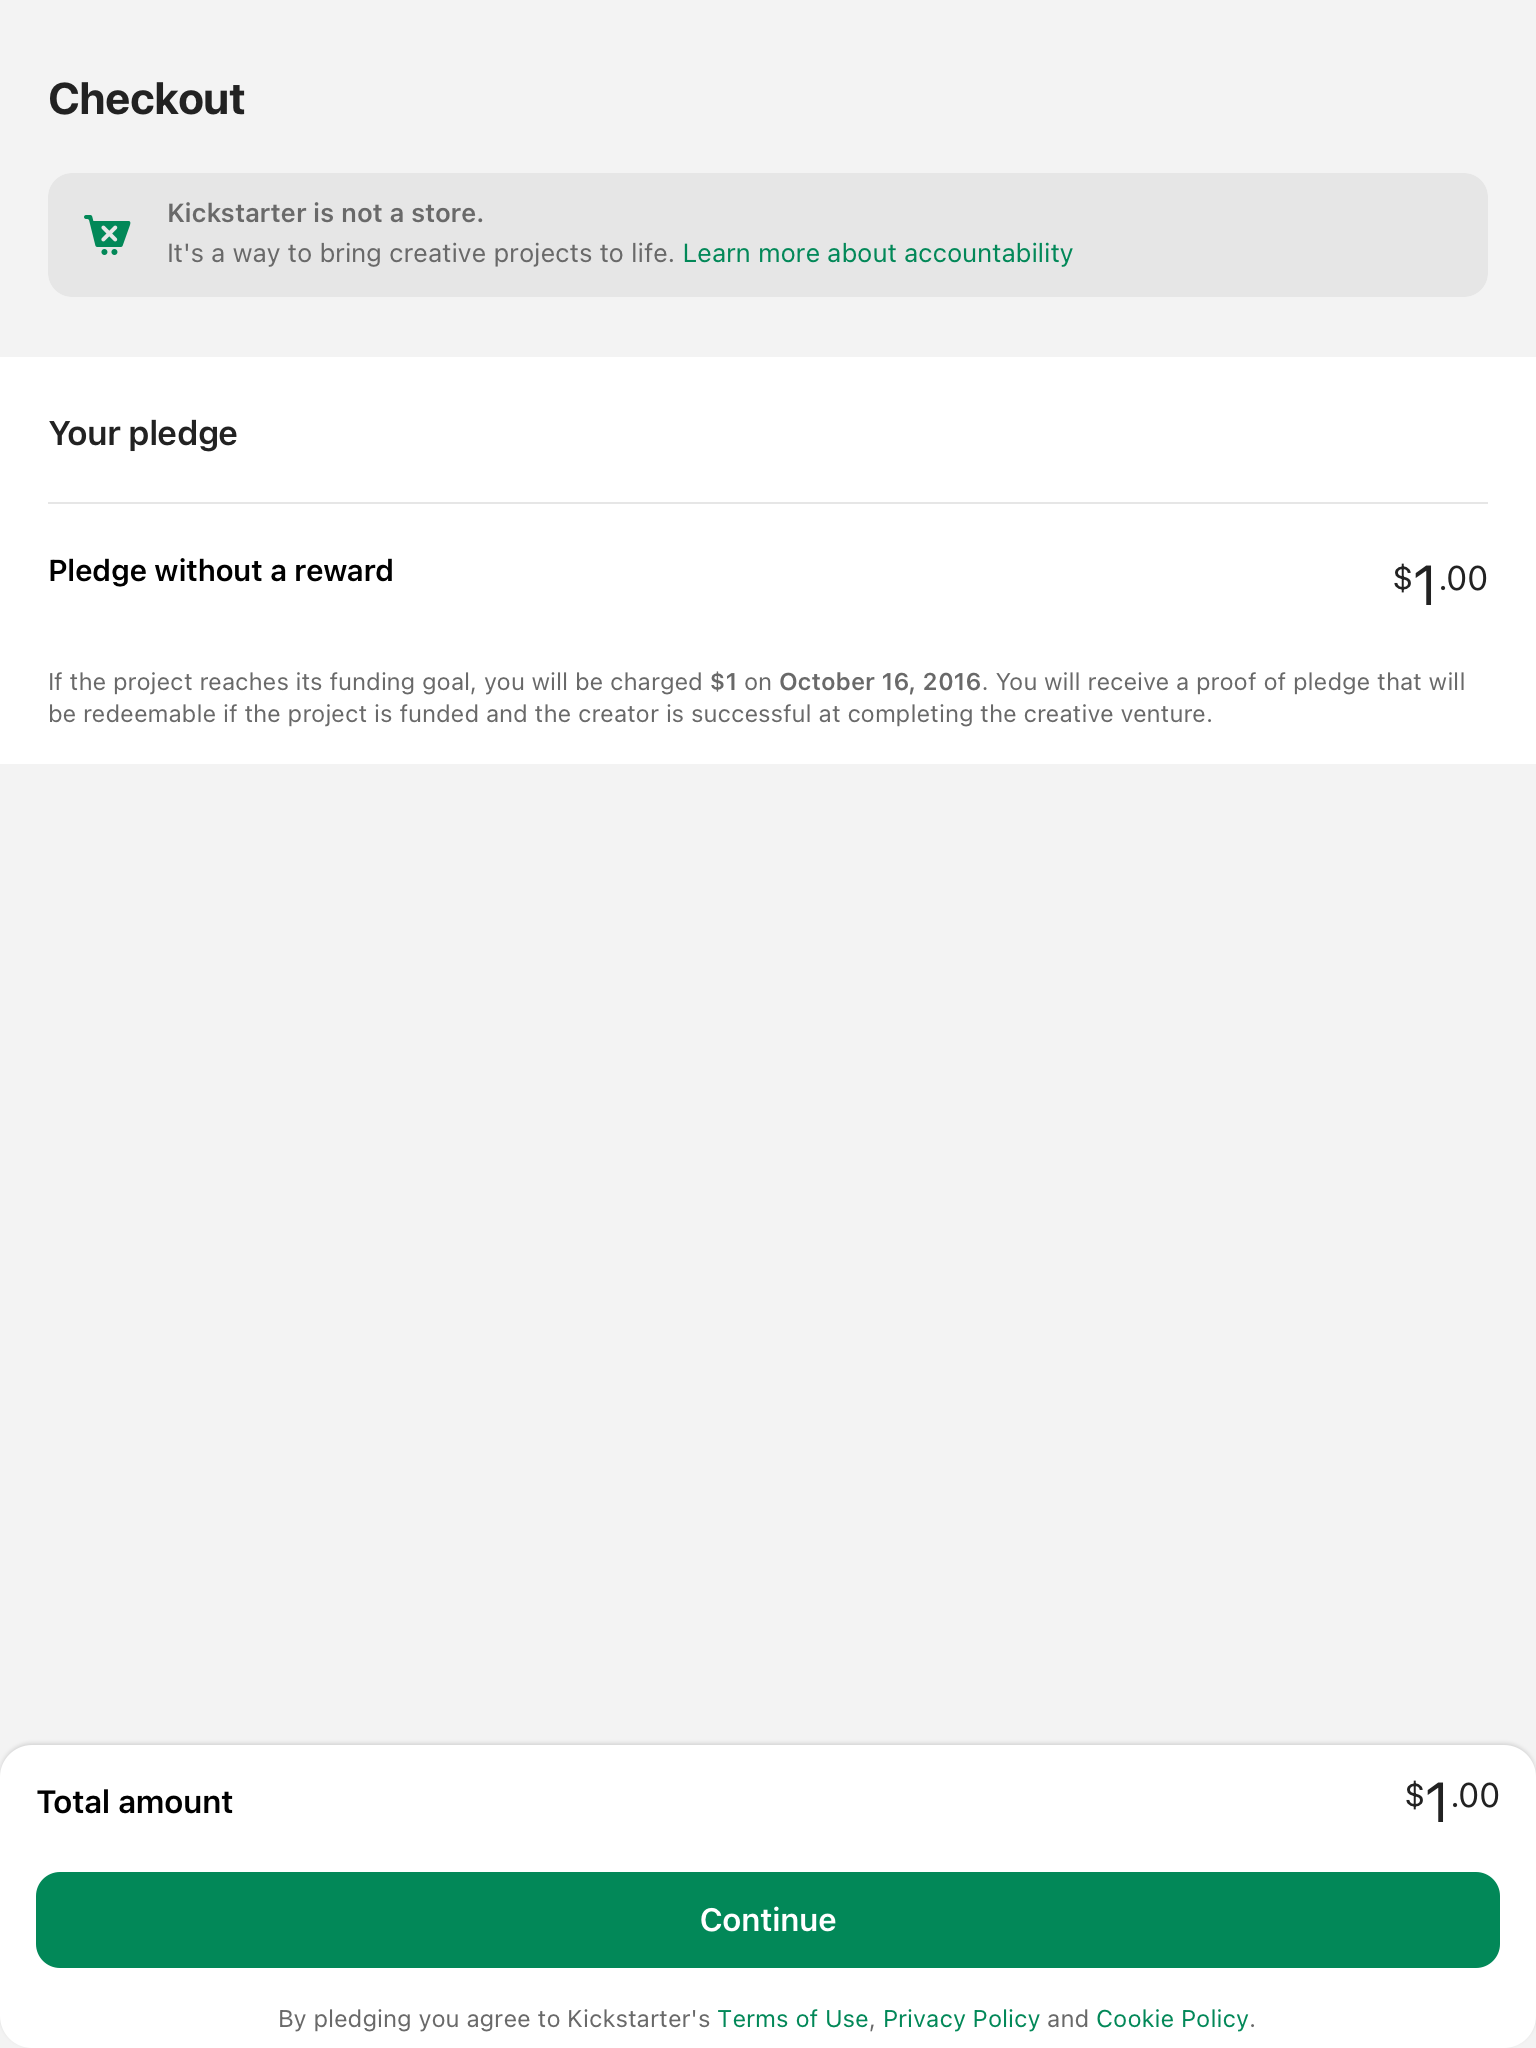 Checkout
Kickstarter is not a store.
It's a way to bring creative projects to life. Learn more about accountability
Your pledge
Pledge without a reward
$1.00
If the project reaches its funding goal, you will be charged $1 on October 16, 2016. You will receive a proof of pledge that will
be redeemable if the project is funded and the creator is successful at completing the creative venture.
Total amount
$1.00
Continue
By pledging you agree to Kickstarter's Terms of Use, Privacy Policy and Cookie Policy.